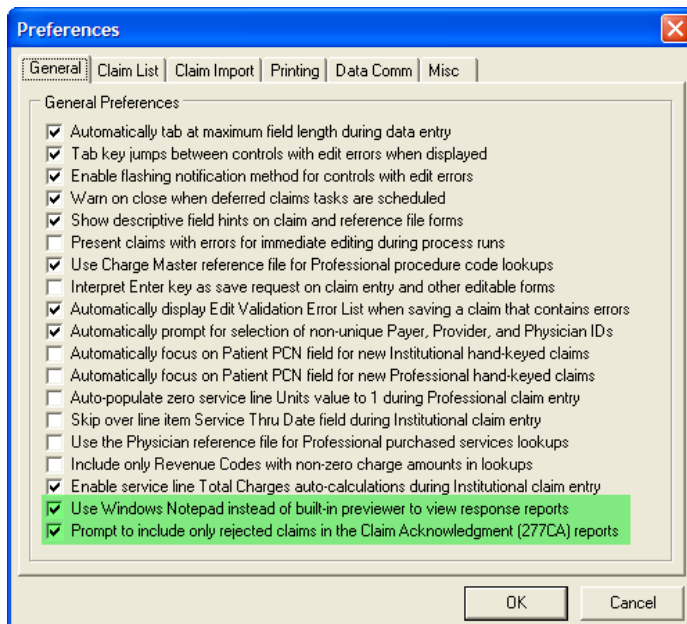 Preferences
General Claim List Claim Import Printing Data Comm Misc
General Preferences
Automatically tab at maximum field length during data entry
Tab key jumps between controls with edit errors when displayed
Enable flashing notification method for controls with edit errors
Warn on close when deferred claims tasks are scheduled
Show descriptive field hints on claim and reference file forms
Present claims with errors for immediate editing during process runs
Use Charge Master reference file for Professional procedure code lookups
Interpret Enter key as save request on claim entry and other editable forms
Automatically display Edit Validation Error List when saving a claim that contains errors
Automatically prompt for selection of non-unique Payer, Provider, and Physician IDs
Automatically focus on Patient PCN field for new Institutional hand-keyed claims
Automatically focus on Patient PCN field for new Professional hand-keyed claims
Auto-populate zero service line Units value to 1 during Professional claim entry
Skip over line item Service Thru Date field during Institutional claim entry
Use the Physician reference file for Professional purchased services lookups
Include only Revenue Codes with non-zero charge amounts in lookups
Enable service line Total Charges auto-calculations during Institutional claim entry
Use Windows Notepad instead of built-in previewer to view response reports
Prompt to include only rejected claims in the Claim Acknowledgment (277CA) reports
OK Cancel